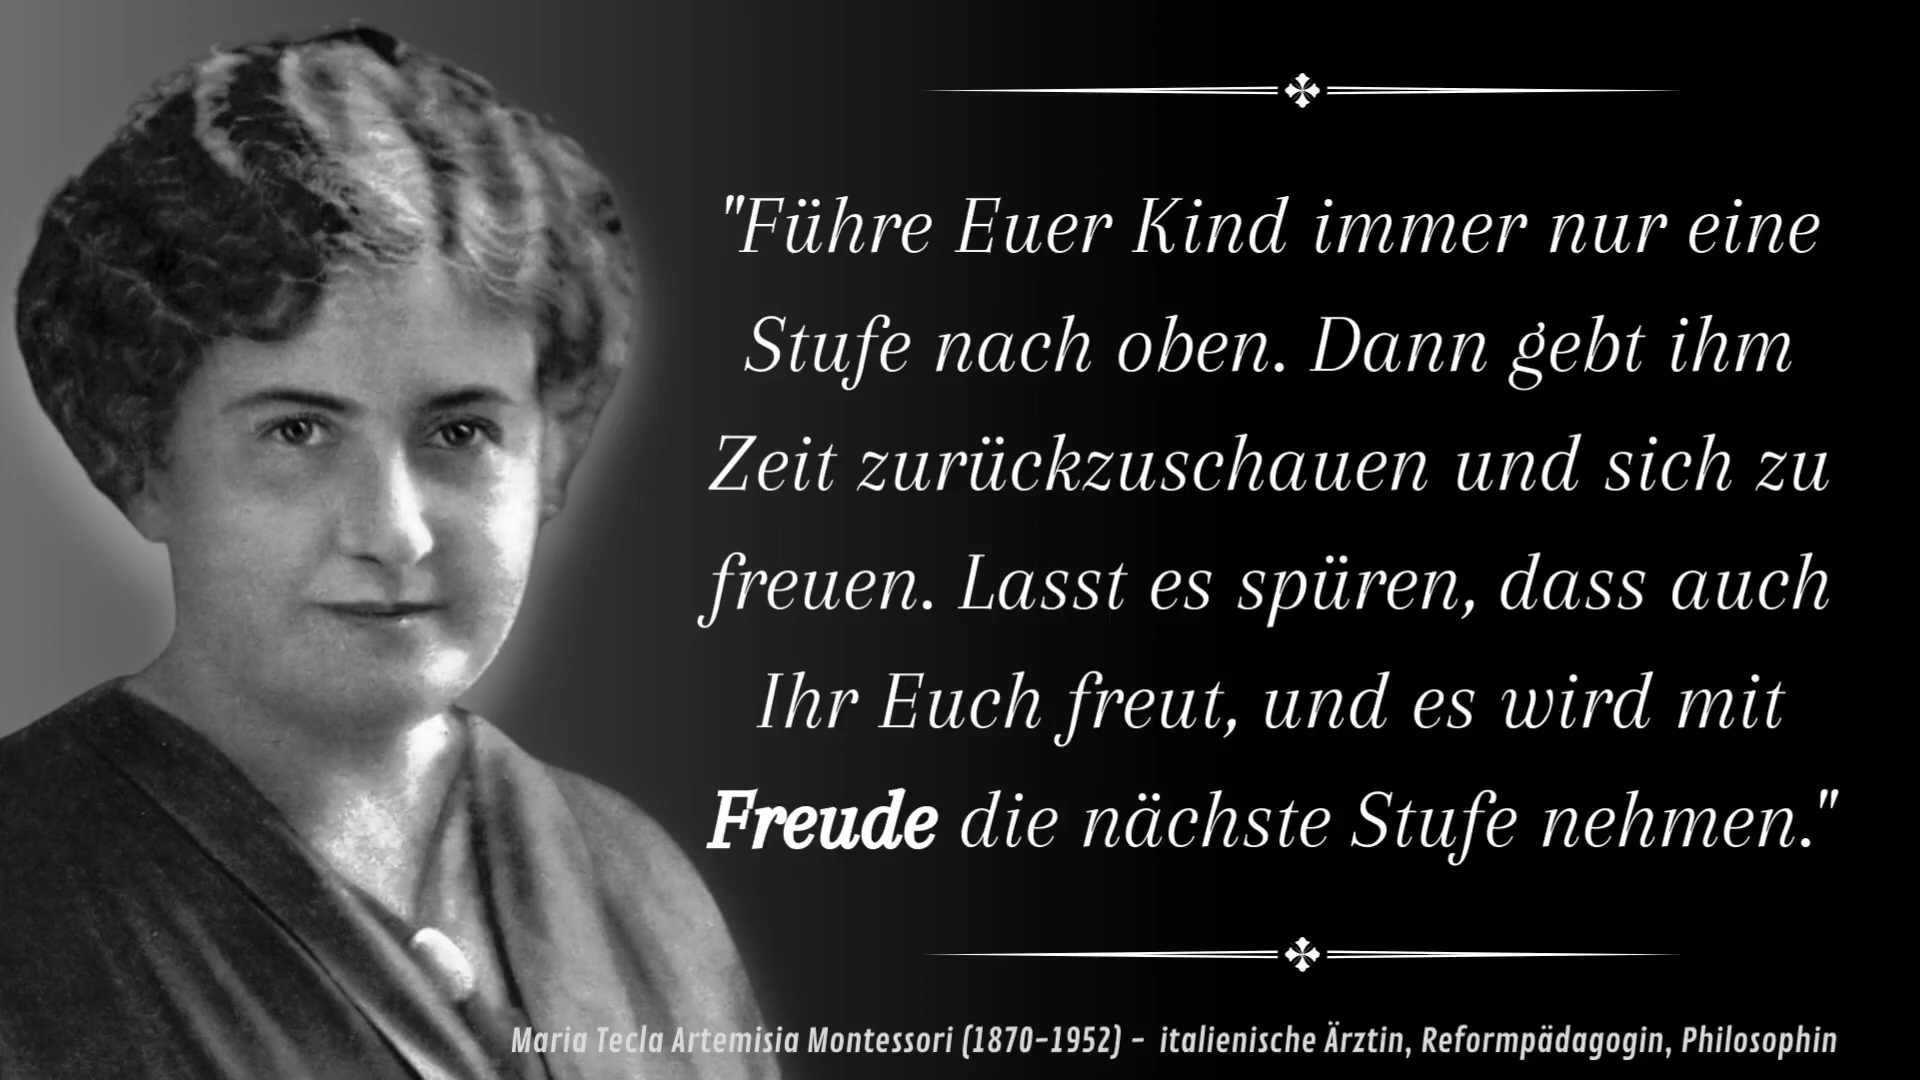 "Führe Euer Kind immer nur eine
Stufe nach oben. Dann gebt ihm
Zeit zurückzuschauen und sich zu
freuen. Lasst es spüren, dass auch
Ihr Euch freut, und es wird mit
Freude die nächste Stufe nehmen."
Maria Tecla Artemisia Montessori (1870-1952) - italienische Ärztin, Reformpädagogin, Philosophin